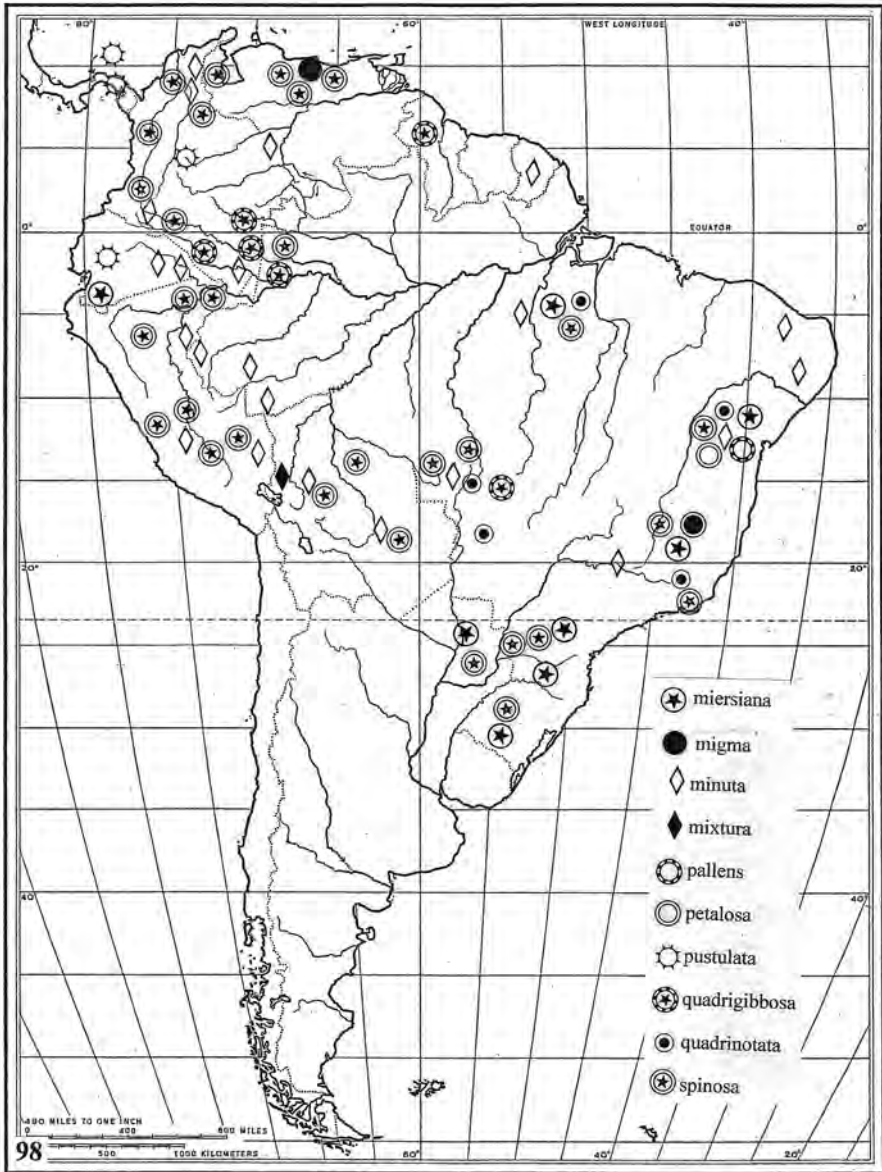 80° 60° WEST LONGITUDE 40°
0° EQUATOR 0°
20° 20°
miersiana
migma
minuta
mixtura
pallens
petalosa
pustulata
quadrigibbosa
quadrinotata
spinosa
40° 40°
400 MILES TO ONE INCH
0 400 800 MILES
500 1000 KILOMETERS
98
80° 60° 40° 20°